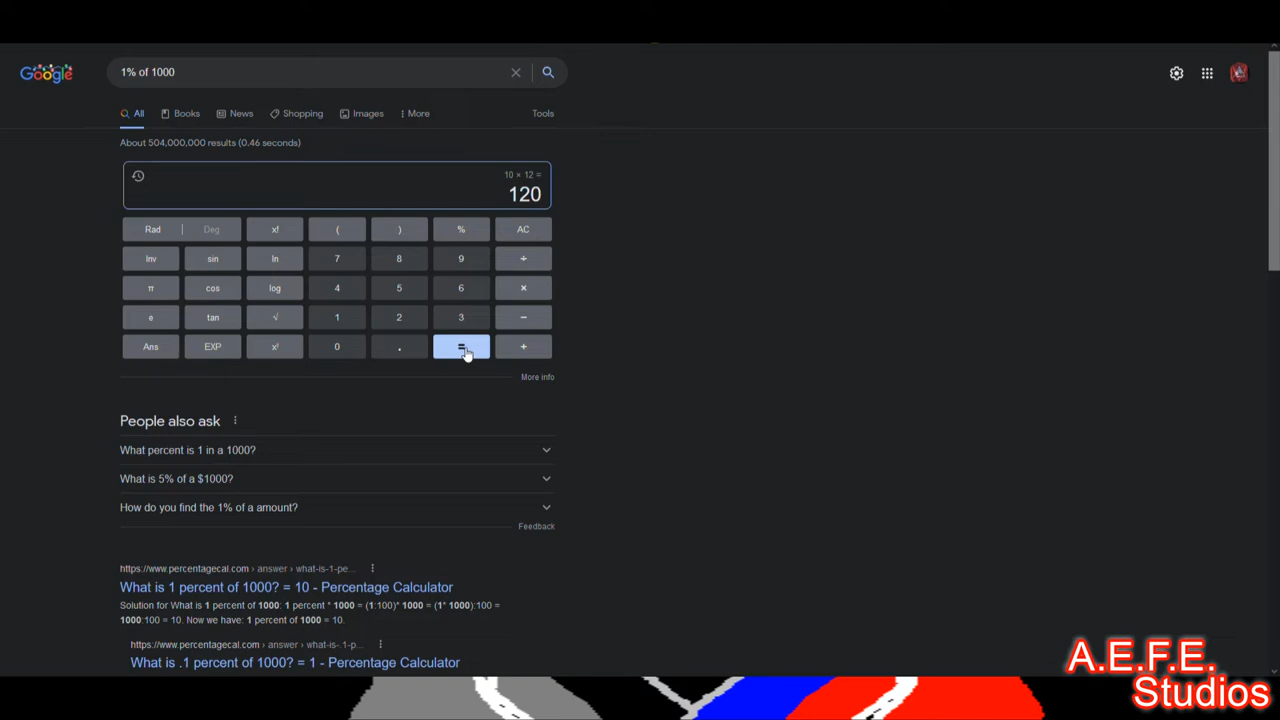 Google
1% of 1000
All Books News Shopping Images More Tools
About 504,000,000 results (0.46 seconds)
10 × 12 =
120
Rad Deg x! ( ) % AC
Inv sin ln 7 8 9 ÷
π cos log 4 5 6 ×
e tan √ 1 2 3 −
Ans EXP xʸ 0 . = +
More info
People also ask
What percent is 1 in a 1000?
What is 5% of a $1000?
How do you find the 1% of a amount?
Feedback
https://www.percentagecal.com › answer › what-is-1-pe...
What is 1 percent of 1000? = 10 - Percentage Calculator
Solution for What is 1 percent of 1000: 1 percent * 1000 = (1:100)* 1000 = (1* 1000):100 =
1000:100 = 10. Now we have: 1 percent of 1000 = 10.
https://www.percentagecal.com › answer › what-is-.1-p...
What is .1 percent of 1000? = 1 - Percentage Calculator
A.E.F.E.
Studios